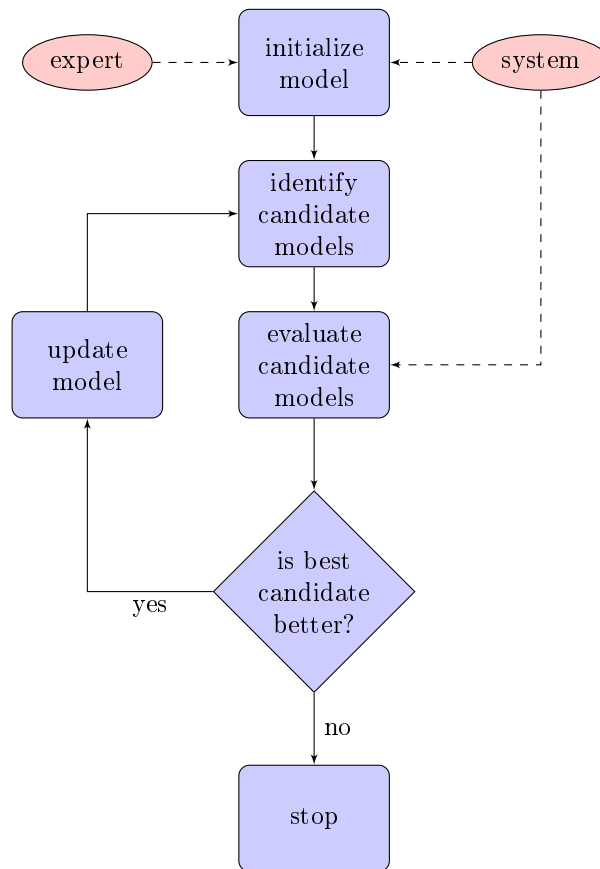 expert
initialize
model
system
identify
candidate
models
update
model
evaluate
candidate
models
is best
candidate
better?
yes
no
stop